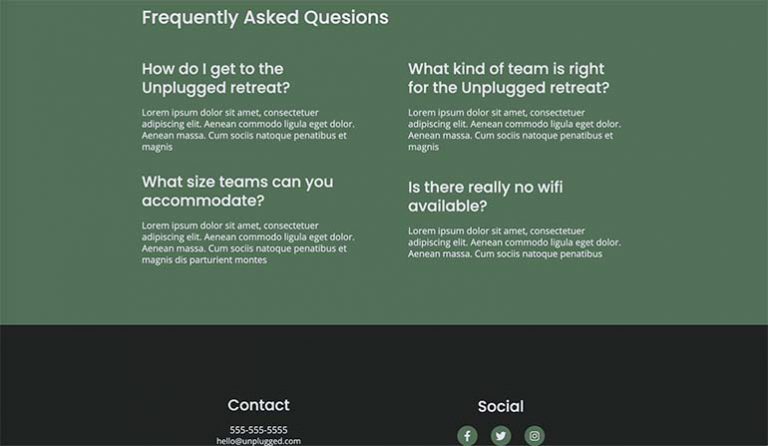 Frequently Asked Quesions
How do I get to the
Unplugged retreat?
Lorem ipsum dolor sit amet, consectetuer
adipiscing elit. Aenean commodo ligula eget dolor.
Aenean massa. Cum sociis natoque penatibus et
magnis
What kind of team is right
for the Unplugged retreat?
Lorem ipsum dolor sit amet, consectetuer
adipiscing elit. Aenean commodo ligula eget dolor.
Aenean massa. Cum sociis natoque penatibus et
magnis
What size teams can you
accommodate?
Lorem ipsum dolor sit amet, consectetuer
adipiscing elit. Aenean commodo ligula eget dolor.
Aenean massa. Cum sociis natoque penatibus et
magnis dis parturient montes
Is there really no wifi
available?
Lorem ipsum dolor sit amet, consectetuer
adipiscing elit. Aenean commodo ligula eget dolor.
Aenean massa. Cum sociis natoque penatibus
Contact
555-555-5555
hello@unplugged.com
Social